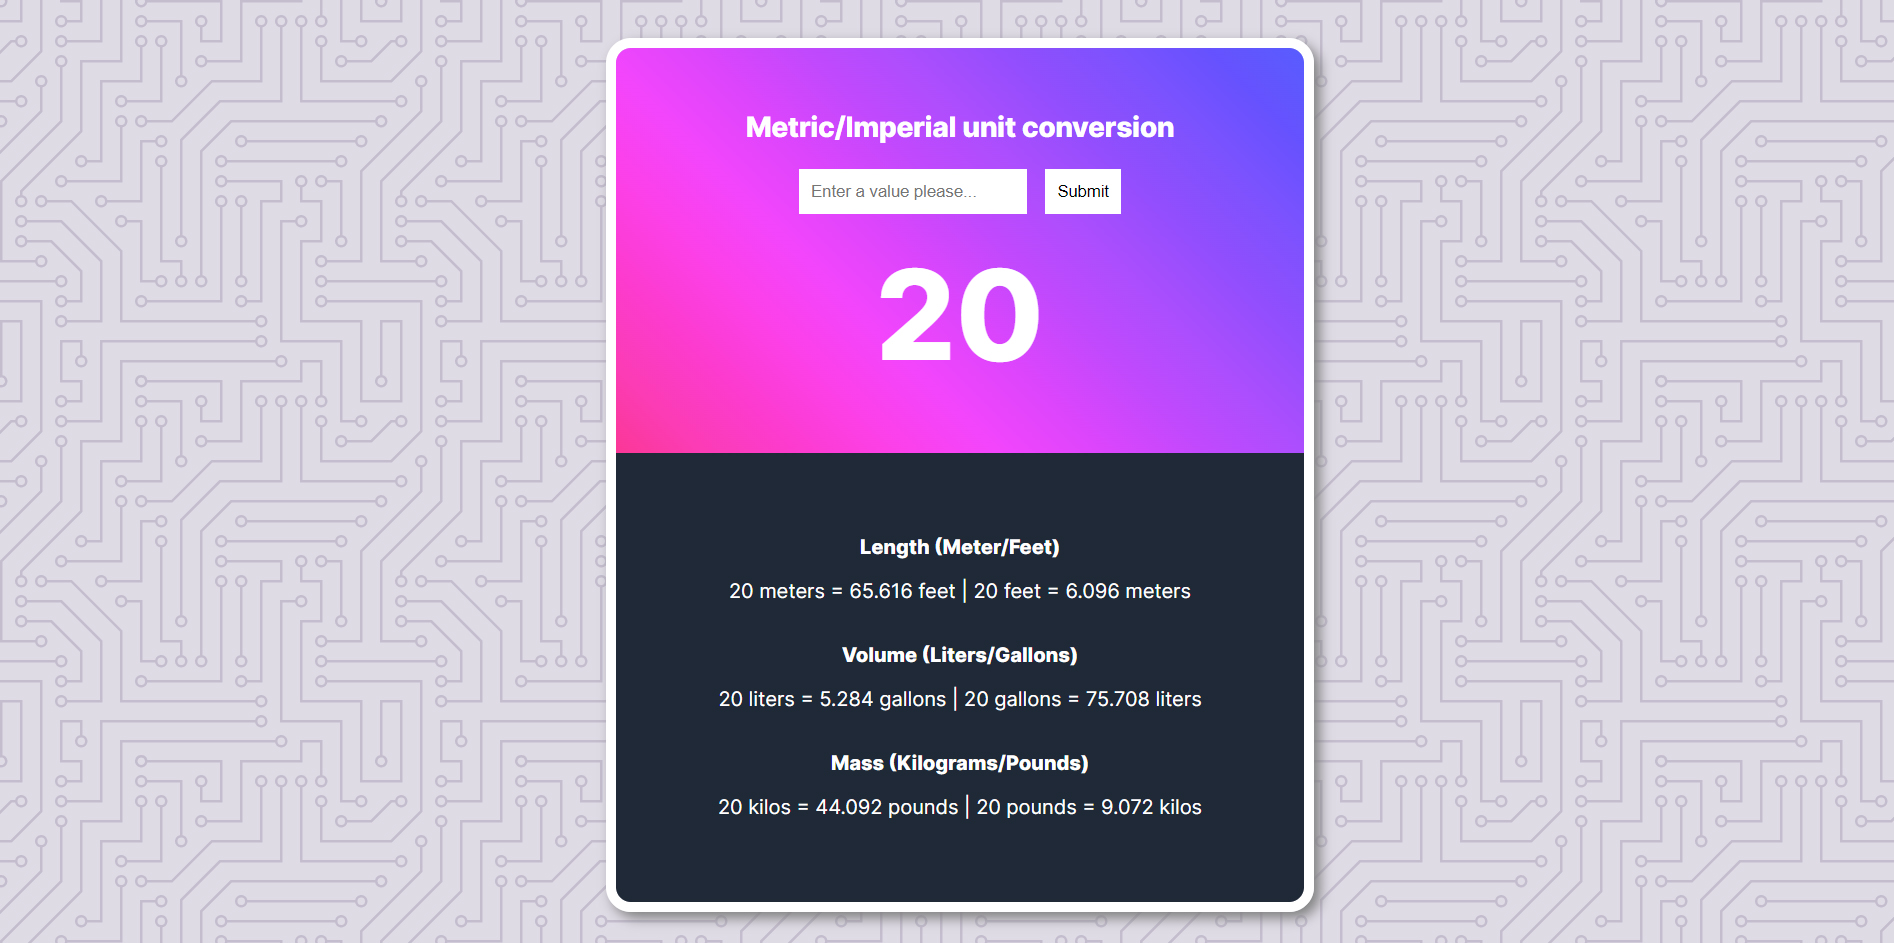 Metric/Imperial unit conversion
Enter a value please... Submit
20
Length (Meter/Feet)
20 meters = 65.616 feet | 20 feet = 6.096 meters
Volume (Liters/Gallons)
20 liters = 5.284 gallons | 20 gallons = 75.708 liters
Mass (Kilograms/Pounds)
20 kilos = 44.092 pounds | 20 pounds = 9.072 kilos